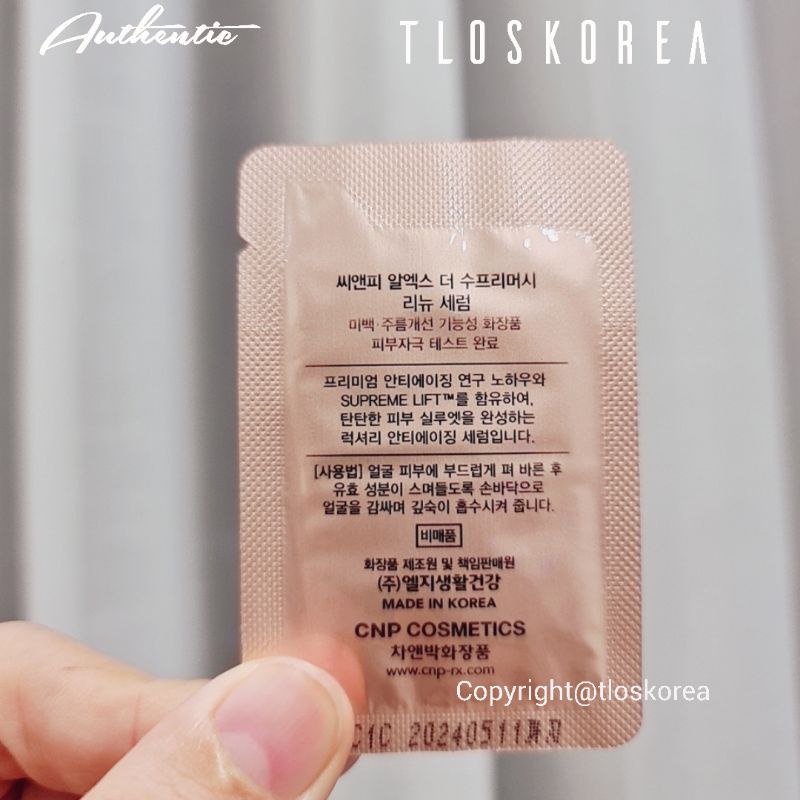 Authentic TLOSKOREA
씨앤피 알엑스 더 수프리머시
리뉴 세럼
미백·주름개선 기능성 화장품
피부자극 테스트 완료
프리미엄 안티에이징 연구 노하우와
SUPREME LIFT™를 함유하여,
탄탄한 피부 실루엣을 완성하는
럭셔리 안티에이징 세럼입니다.
[사용법] 얼굴 피부에 부드럽게 펴 바른 후
유효 성분이 스며들도록 손바닥으로
얼굴을 감싸며 깊숙이 흡수시켜 줍니다.
비매품
화장품 제조원 및 책임판매원
(주)엘지생활건강
MADE IN KOREA
CNP COSMETICS
차앤박화장품
www.cnp-rx.com
Copyright@tloskorea
C1C 20240511